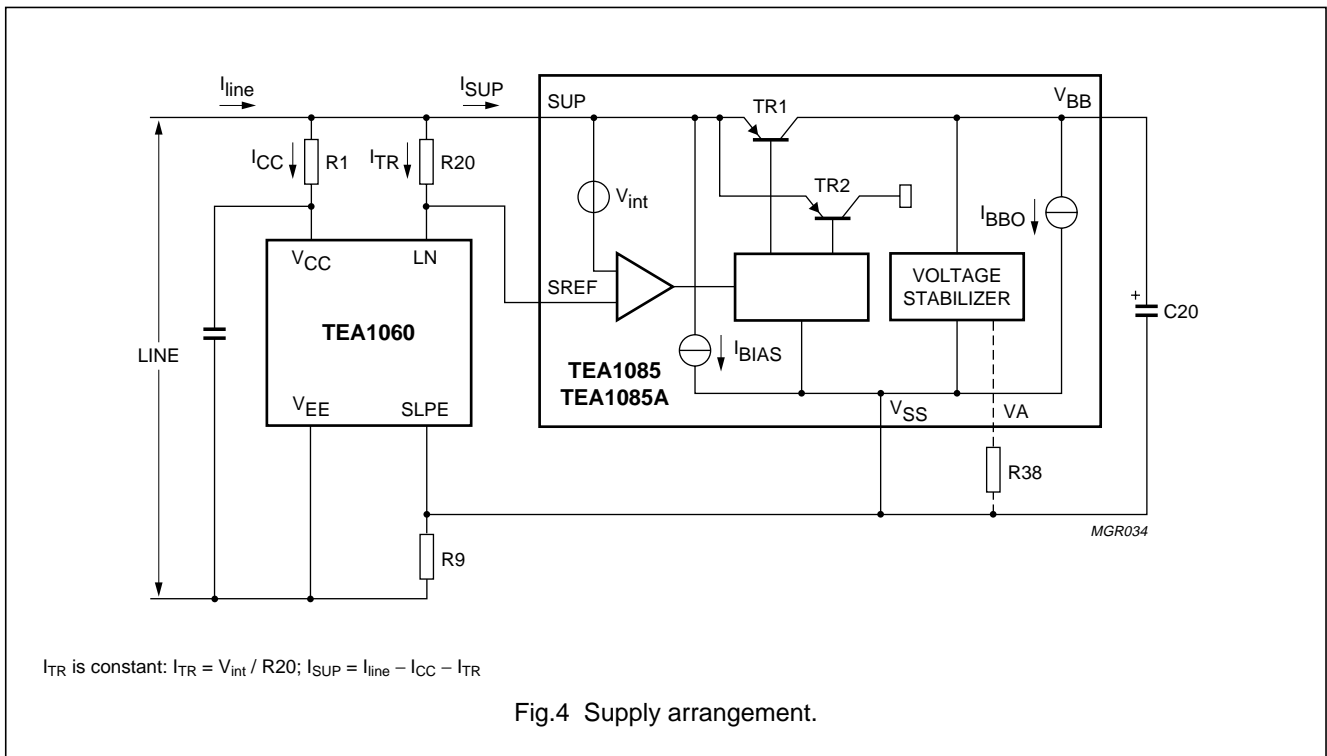 I_line
I_SUP
SUP
TR1
V_BB
I_CC
R1
I_TR
R20
V_int
TR2
I_BBO
V_CC
LN
SREF
VOLTAGE
STABILIZER
+
C20
TEA1060
LINE
I_BIAS
TEA1085
TEA1085A
V_EE
SLPE
V_SS
VA
R38
MGR034
R9
I_TR is constant: I_TR = V_int / R20; I_SUP = I_line − I_CC − I_TR
Fig.4 Supply arrangement.